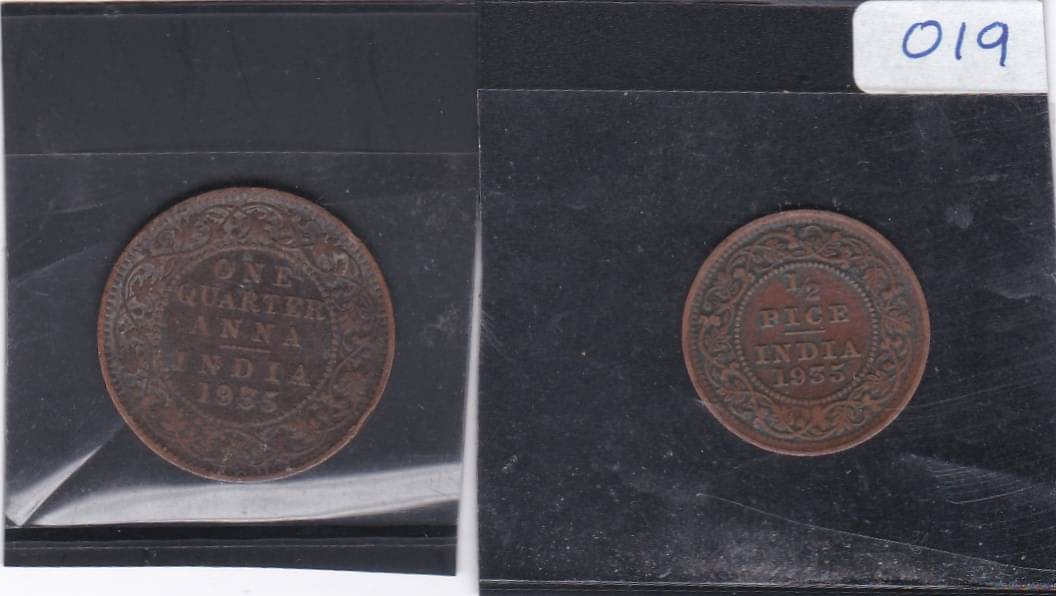 019
ONE
QUARTER
ANNA
INDIA
1935
1/2
PICE
INDIA
1935